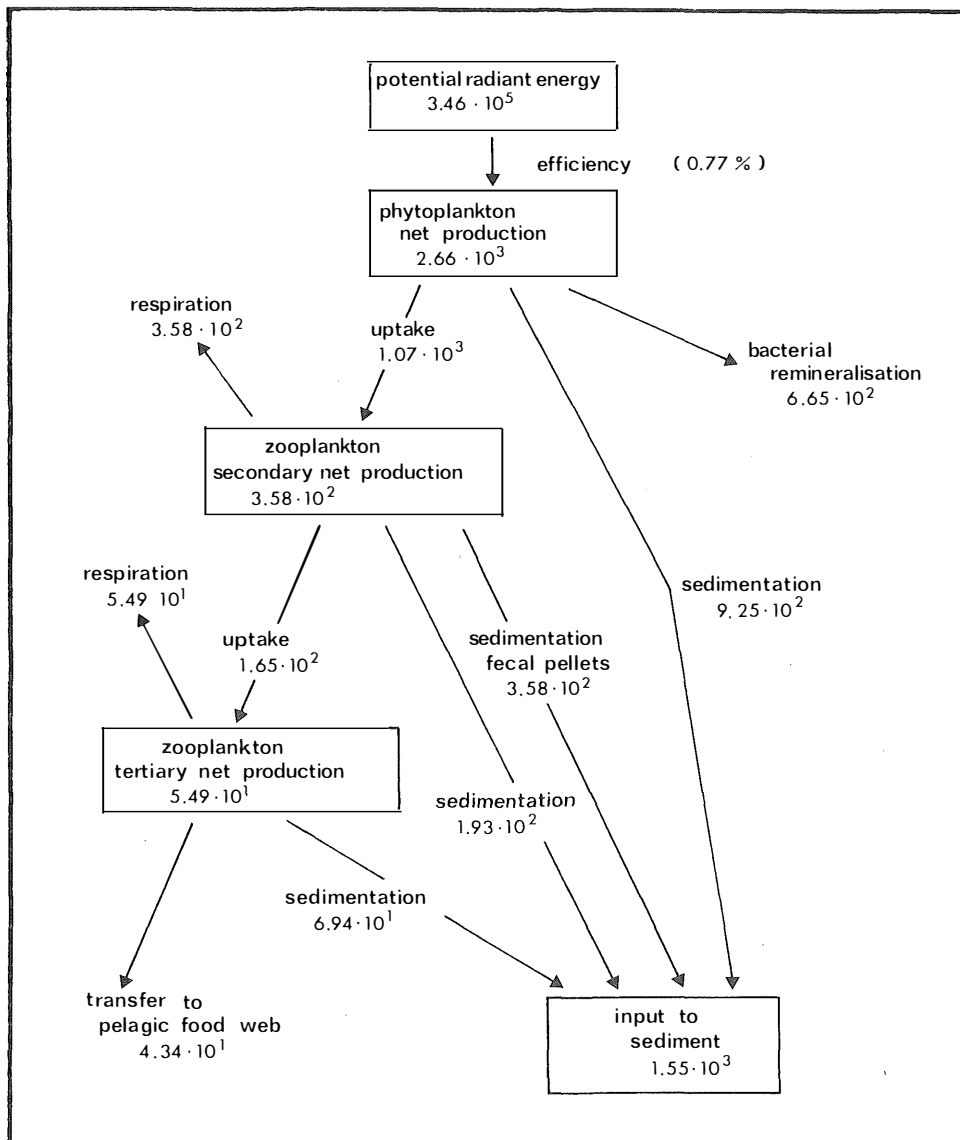 potential radiant energy
3.46 · 10⁵
efficiency ( 0.77 % )
phytoplankton
net production
2.66 · 10³
respiration
3.58 · 10²
uptake
1.07 · 10³
bacterial
remineralisation
6.65 · 10²
zooplankton
secondary net production
3.58 · 10²
respiration
5.49 10¹
uptake
1.65 · 10²
sedimentation
fecal pellets
3.58 · 10²
sedimentation
9.25 · 10²
zooplankton
tertiary net production
5.49 · 10¹
sedimentation
1.93 · 10²
sedimentation
6.94 · 10¹
transfer to
pelagic food web
4.34 · 10¹
input to
sediment
1.55 · 10³